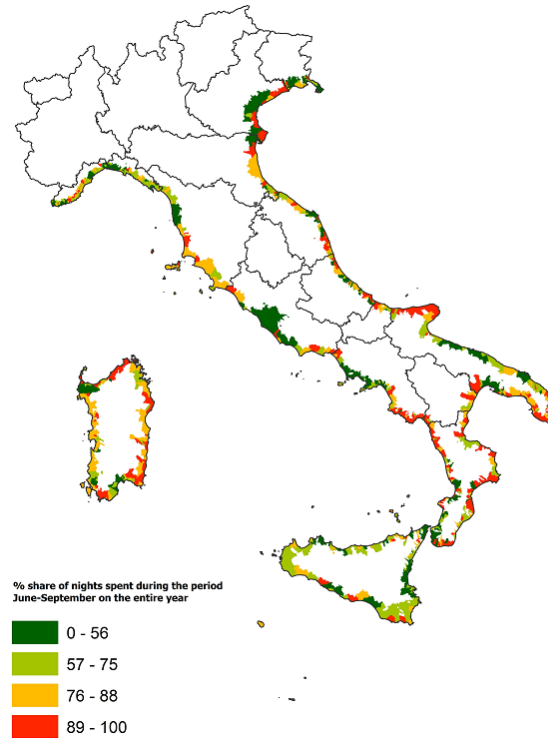 % share of nights spent during the period
June-September on the entire year
0 - 56
57 - 75
76 - 88
89 - 100